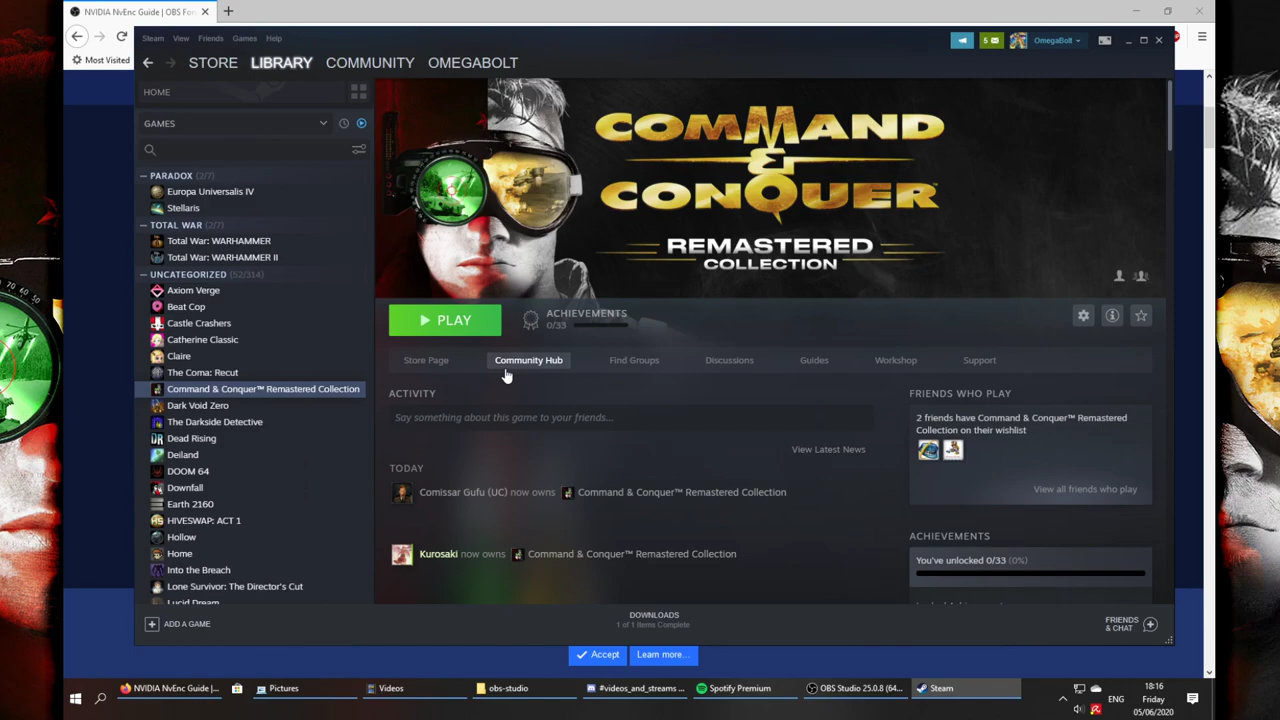 NVIDIA NvEnc Guide | OBS For
Most Visited
Steam View Friends Games Help
5
OmegaBolt
STORE LIBRARY COMMUNITY OMEGABOLT
HOME
GAMES
PARADOX (2/7)
Europa Universalis IV
Stellaris
TOTAL WAR (2/7)
Total War: WARHAMMER
Total War: WARHAMMER II
UNCATEGORIZED (52/314)
Axiom Verge
Beat Cop
Castle Crashers
Catherine Classic
Claire
The Coma: Recut
Command & Conquer™ Remastered Collection
Dark Void Zero
The Darkside Detective
Dead Rising
Deiland
DOOM 64
Downfall
Earth 2160
HIVESWAP: ACT 1
Hollow
Home
Into the Breach
Lone Survivor: The Director's Cut
Lucid Dream
ADD A GAME
COMMAND
&
CONQUER™
REMASTERED
COLLECTION
PLAY
ACHIEVEMENTS
0/33
Store Page Community Hub Find Groups Discussions Guides Workshop Support
ACTIVITY
Say something about this game to your friends...
View Latest News
TODAY
Comissar Gufu (UC) now owns Command & Conquer™ Remastered Collection
Kurosaki now owns Command & Conquer™ Remastered Collection
FRIENDS WHO PLAY
2 friends have Command & Conquer™ Remastered
Collection on their wishlist
View all friends who play
ACHIEVEMENTS
You've unlocked 0/33 (0%)
DOWNLOADS
1 of 1 Items Complete
FRIENDS
& CHAT
Accept Learn more...
NVIDIA NvEnc Guide |... Pictures Videos obs-studio #videos_and_streams ... Spotify Premium OBS Studio 25.0.8 (64... Steam
ENG
18:16
Friday
05/06/2020